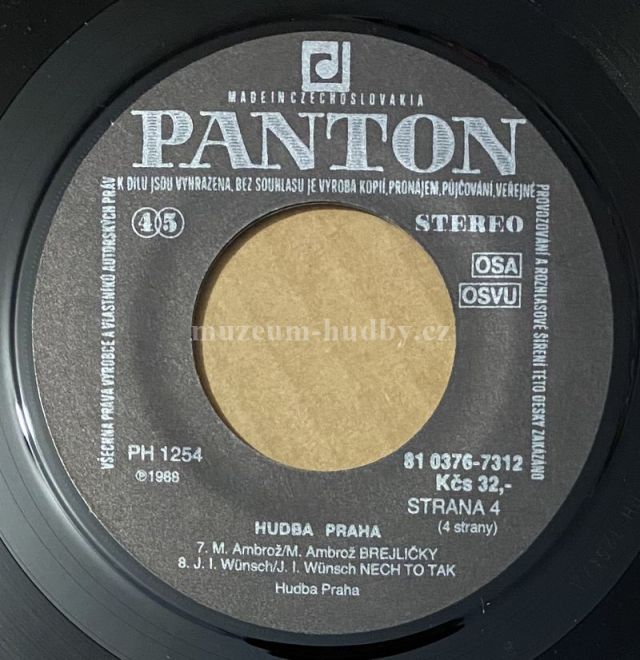 MADE IN CZECHOSLOVAKIA
PANTON
VŠECHNA PRÁVA VÝROBCE A VLASTNÍKŮ AUTORSKÝCH PRÁV
K DÍLU JSOU VYHRAZENA. BEZ SOUHLASU JE VÝROBA KOPIÍ, PRONÁJEM, PŮJČOVÁNÍ, VEŘEJNÉ
PROVOZOVÁNÍ A ROZHLASOVÉ ŠÍŘENÍ TÉTO DESKY ZAKÁZÁNO
45
STEREO
OSA
OSVU
muzeum-hudby.cz
PH 1254
℗1988
81 0376-7312
Kčs 32,-
STRANA 4
(4 strany)
HUDBA PRAHA
7. M. Ambrož/M. Ambrož BREJLIČKY
8. J. I. Wünsch/J. I. Wünsch NECH TO TAK
Hudba Praha